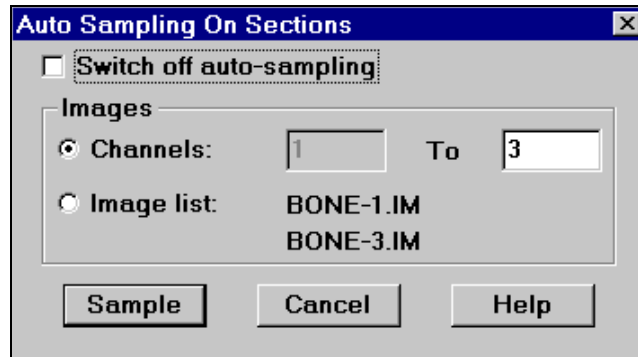 Auto Sampling On Sections
Switch off auto-sampling
Images
Channels: 1 To 3
Image list: BONE-1.IM
BONE-3.IM
Sample Cancel Help